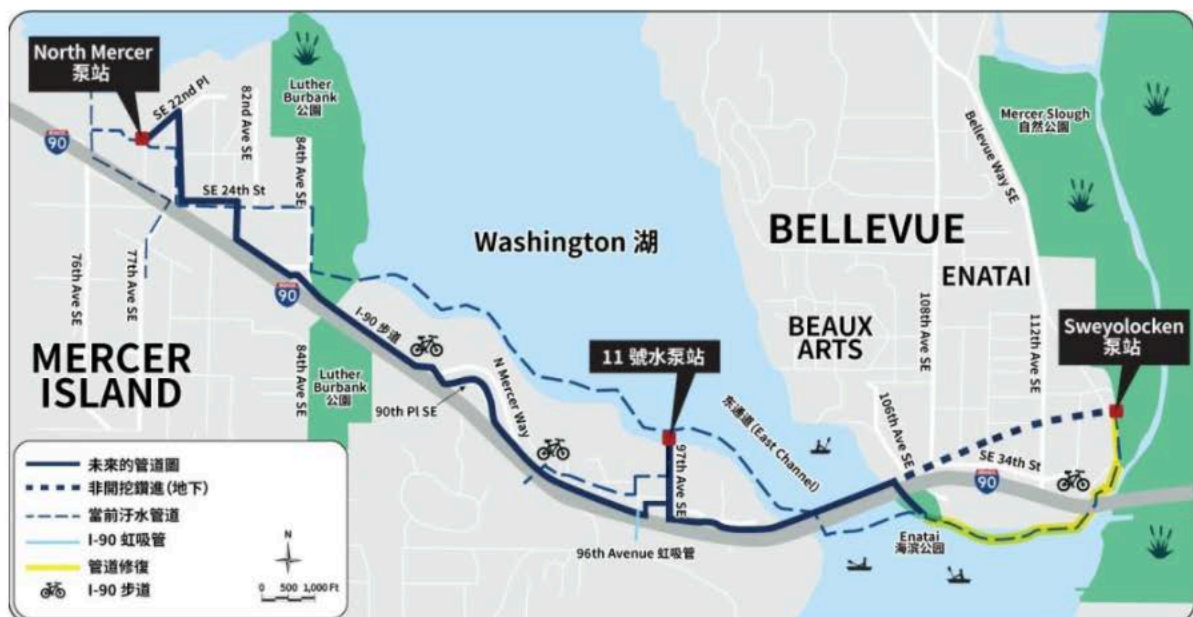 North Mercer
泵站
SE 22nd Pl
82nd Ave SE
Luther
Burbank
公園
84th Ave SE
90
SE 24th St
76th Ave SE
77th Ave SE
90
MERCER
ISLAND
84th Ave SE
Luther
Burbank
公園
I-90 步道
90th Pl SE
N Mercer Way
Washington 湖
11 號水泵站
97th Ave SE
96th Avenue 虹吸管
东通道 (East Channel)
Mercer Slough
自然公園
Bellevue Way SE
BELLEVUE
ENATAI
BEAUX
ARTS
108th Ave SE
112th Ave SE
Sweyolocken
泵站
106th Ave SE
SE 34th St
90
Enatai
海滨公园
未來的管道圖
非開挖鑽進(地下)
當前汙水管道
I-90 虹吸管
管道修復
I-90 步道
N
0 500 1,000 Ft